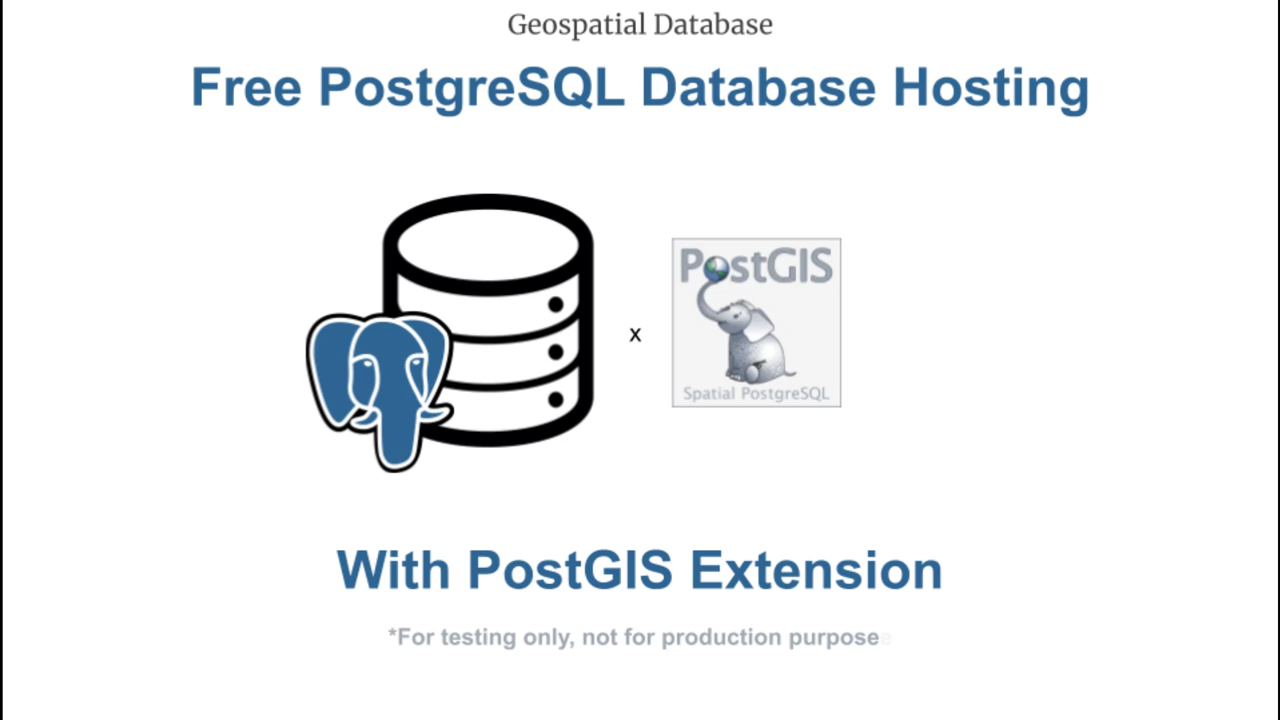 Geospatial Database
Free PostgreSQL Database Hosting
x
PostGIS
Spatial PostgreSQL
With PostGIS Extension
*For testing only, not for production purpose